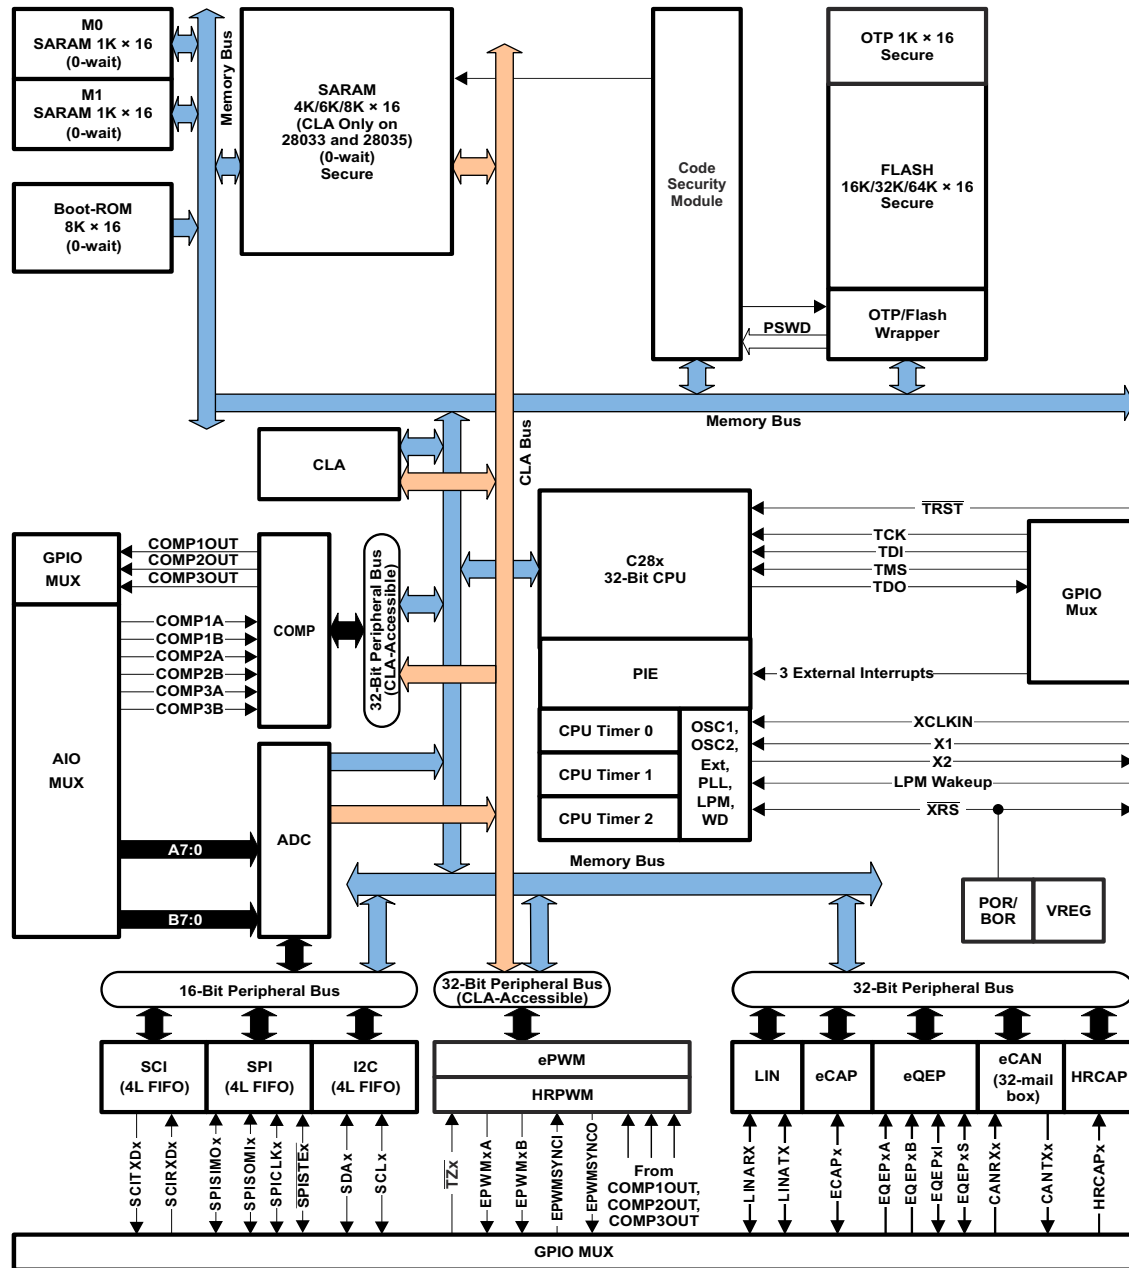 M0
SARAM 1K × 16
(0-wait)
M1
SARAM 1K × 16
(0-wait)
Boot-ROM
8K × 16
(0-wait)
Memory Bus
SARAM
4K/6K/8K × 16
(CLA Only on
28033 and 28035)
(0-wait)
Secure
Code
Security
Module
OTP 1K × 16
Secure
FLASH
16K/32K/64K × 16
Secure
OTP/Flash
Wrapper
PSWD
Memory Bus
CLA Bus
CLA
C28x
32-Bit CPU
TRST
TCK
TDI
TMS
TDO
GPIO
Mux
GPIO
MUX
COMP1OUT
COMP2OUT
COMP3OUT
COMP
32-Bit Peripheral Bus
(CLA-Accessible)
COMP1A
COMP1B
COMP2A
COMP2B
COMP3A
COMP3B
AIO
MUX
PIE
3 External Interrupts
CPU Timer 0
CPU Timer 1
CPU Timer 2
OSC1,
OSC2,
Ext,
PLL,
LPM,
WD
XCLKIN
X1
X2
LPM Wakeup
XRS
ADC
A7:0
B7:0
Memory Bus
POR/
BOR
VREG
16-Bit Peripheral Bus
32-Bit Peripheral Bus
(CLA-Accessible)
32-Bit Peripheral Bus
SCI
(4L FIFO)
SPI
(4L FIFO)
I2C
(4L FIFO)
ePWM
HRPWM
LIN
eCAP
eQEP
eCAN
(32-mail
box)
HRCAP
SCITXDx
SCIRXDx
SPISIMOx
SPISOMIx
SPICLKx
SPISTEx
SDAx
SCLx
TZx
EPWMxA
EPWMxB
EPWMSYNCI
EPWMSYNCO
From
COMP1OUT,
COMP2OUT,
COMP3OUT
LINARX
LINATX
ECAPx
EQEPxA
EQEPxB
EQEPxI
EQEPxS
CANRXx
CANTXx
HRCAPx
GPIO MUX